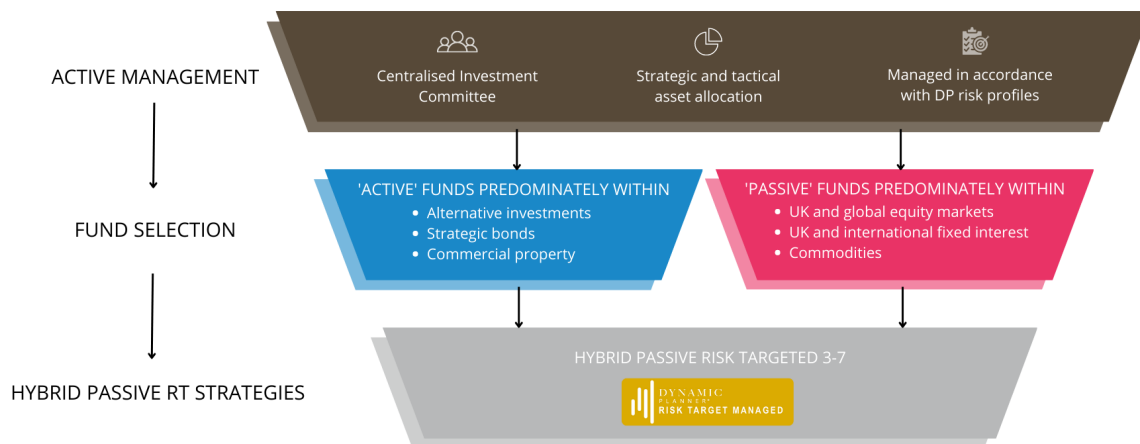 ACTIVE MANAGEMENT
Centralised Investment
Committee
Strategic and tactical
asset allocation
Managed in accordance
with DP risk profiles
FUND SELECTION
'ACTIVE' FUNDS PREDOMINATELY WITHIN
• Alternative investments
• Strategic bonds
• Commercial property
'PASSIVE' FUNDS PREDOMINATELY WITHIN
• UK and global equity markets
• UK and international fixed interest
• Commodities
HYBRID PASSIVE RT STRATEGIES
HYBRID PASSIVE RISK TARGETED 3-7
DYNAMIC
PLANNER®
RISK TARGET MANAGED